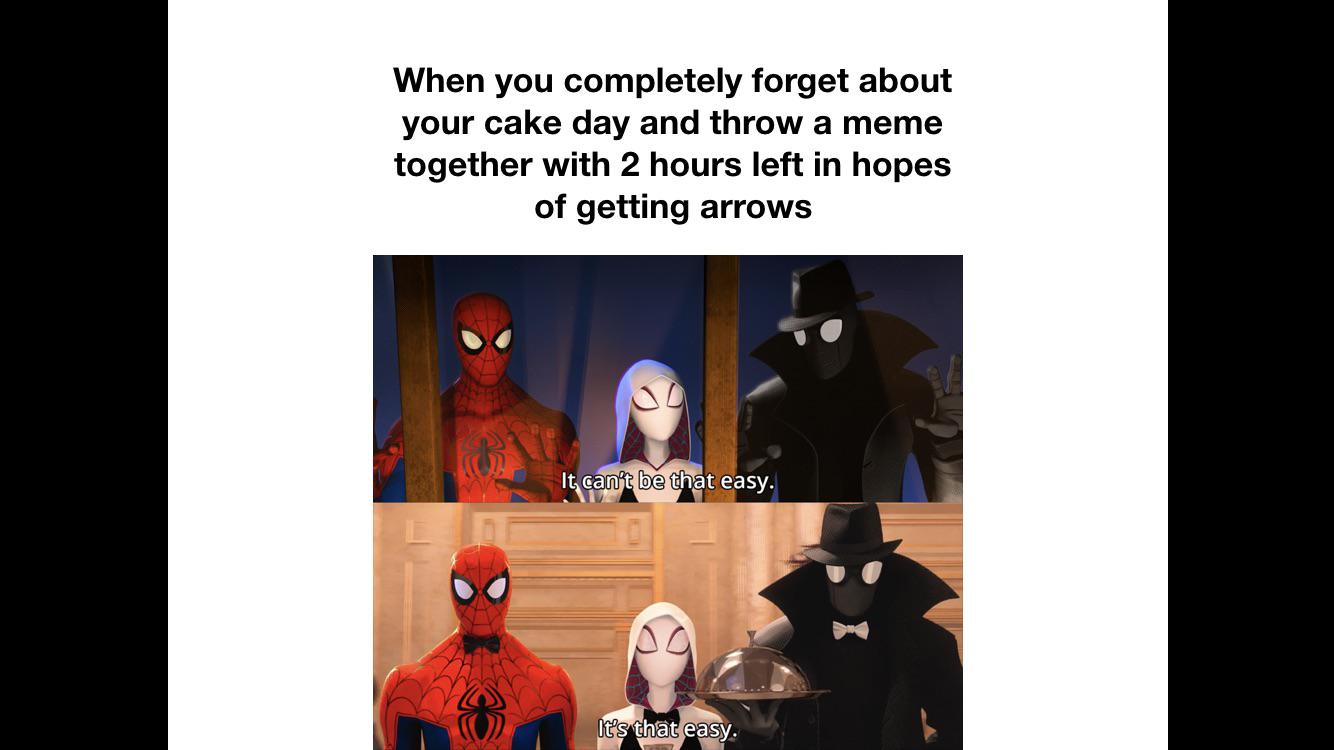 When you completely forget about
your cake day and throw a meme
together with 2 hours left in hopes
of getting arrows
It can't be that easy.
It's that easy.